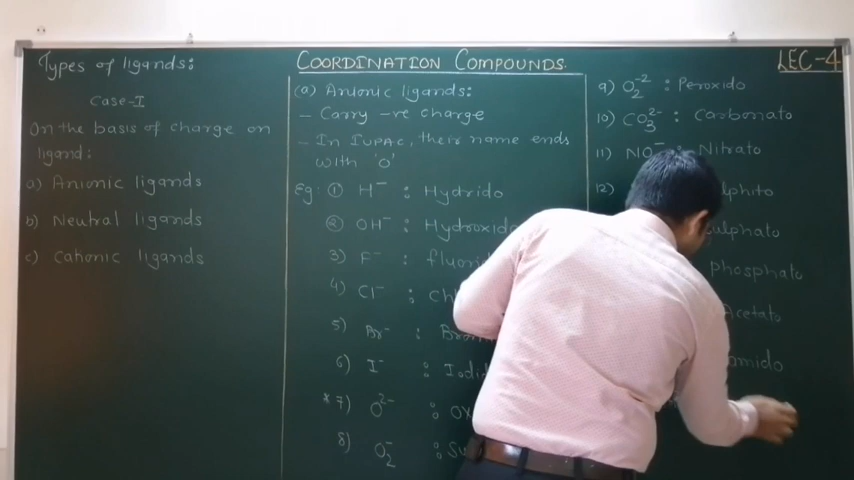 Types of ligands:
Case-I
On the basis of charge on
ligand:
a) Anionic ligands
b) Neutral ligands
c) Cationic ligands
COORDINATION COMPOUNDS
(a) Anionic ligands:
- Carry -re charge
- In IUPAC, their name ends
with 'o'
Eg: ① H⁻ : Hydrido
② OH⁻ : Hydroxido
3) F⁻ :
4) Cl⁻ :
5) Br⁻ :
6) I⁻ :
*7) O²⁻ :
8) O₂⁻ :
LEC-4
9) O₂⁻² : Peroxido
10) CO₃²⁻ : Carbonato
11) Nitrato
12)
phosphato
Acetato